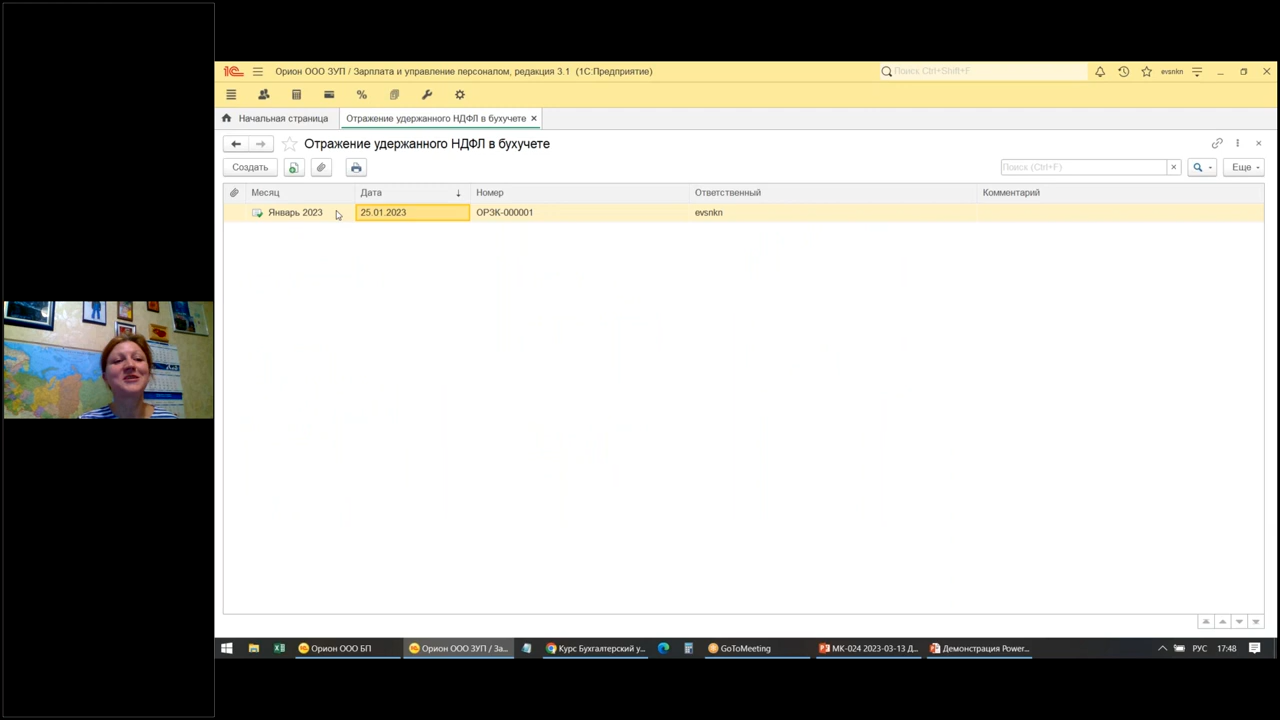 Орион ООО ЗУП / Зарплата и управление персоналом, редакция 3.1 (1С:Предприятие)
Поиск Ctrl+Shift+F
evsnkn
Начальная страница
Отражение удержанного НДФЛ в бухучете ×
Отражение удержанного НДФЛ в бухучете
Создать
Поиск (Ctrl+F)
Еще
Месяц Дата ↓ Номер Ответственный Комментарий
Январь 2023 25.01.2023 ОРЗК-000001 evsnkn
Орион ООО БП
Орион ООО ЗУП / За...
Курс Бухгалтерский у...
GoToMeeting
МК-024 2023-03-13 Д...
Демонстрация Power...
РУС
17:48